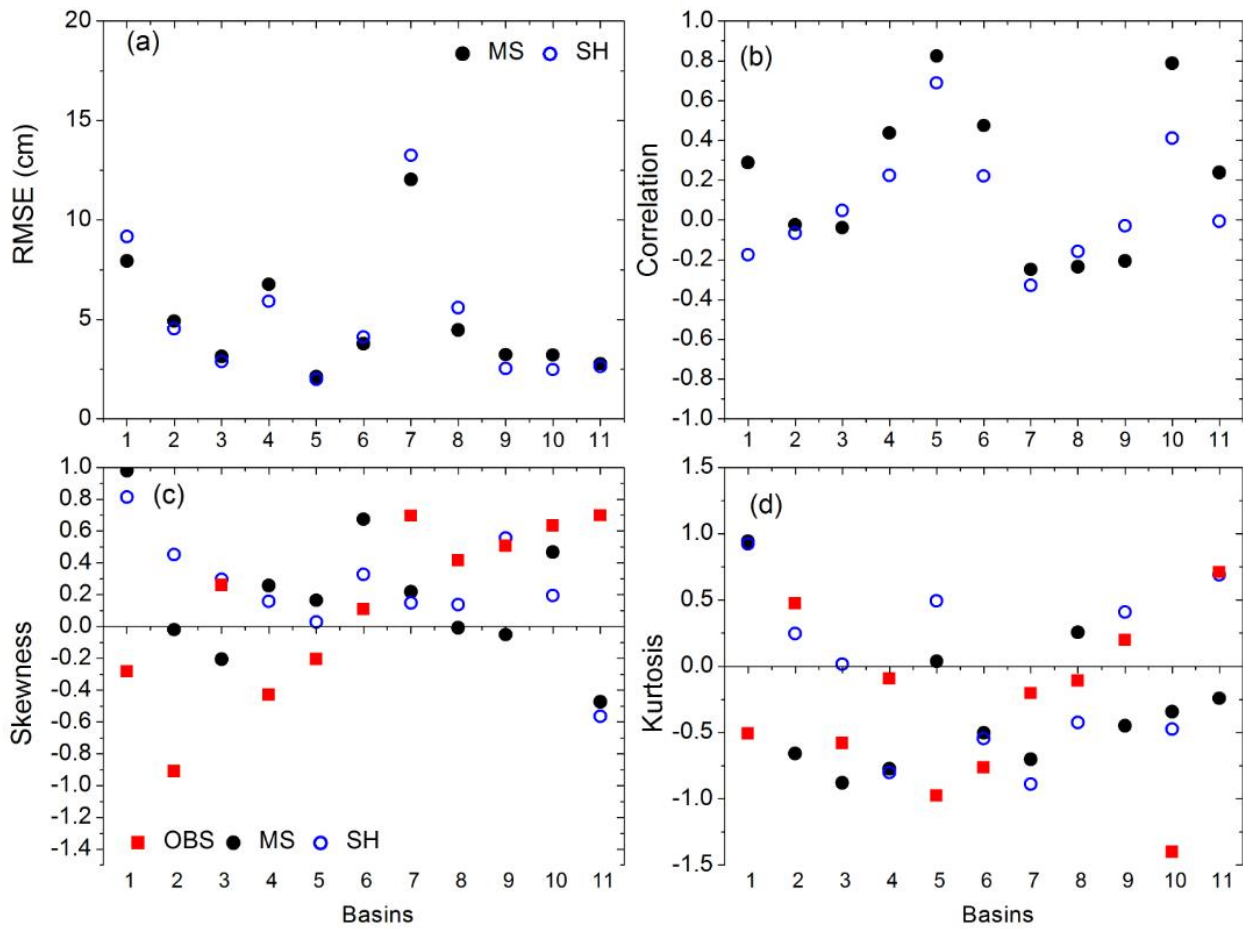 (a)
MS SH
20
15
10
5
0
RMSE (cm)
1 2 3 4 5 6 7 8 9 10 11
(b)
1.0
0.8
0.6
0.4
0.2
0.0
-0.2
-0.4
-0.6
-0.8
-1.0
Correlation
1 2 3 4 5 6 7 8 9 10 11
(c)
1.0
0.8
0.6
0.4
0.2
0.0
-0.2
-0.4
-0.6
-0.8
-1.0
-1.2
-1.4
Skewness
OBS MS SH
1 2 3 4 5 6 7 8 9 10 11
Basins
(d)
1.5
1.0
0.5
0.0
-0.5
-1.0
-1.5
Kurtosis
1 2 3 4 5 6 7 8 9 10 11
Basins